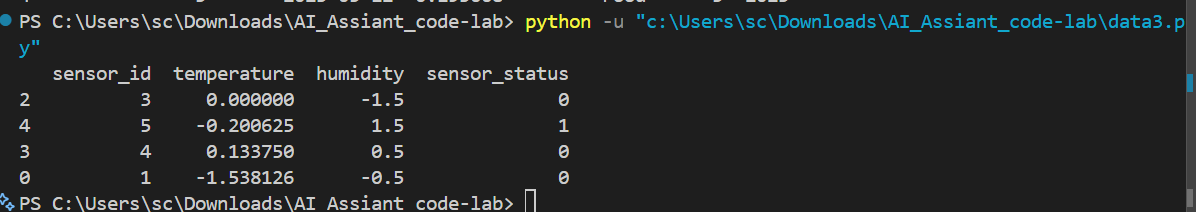 PS C:\Users\sc\Downloads\AI_Assiant_code-lab> python -u "c:\Users\sc\Downloads\AI_Assiant_code-lab\data3.p
y"
sensor_id temperature humidity sensor_status
2 3 0.000000 -1.5 0
4 5 -0.200625 1.5 1
3 4 0.133750 0.5 0
0 1 -1.538126 -0.5 0
PS C:\Users\sc\Downloads\AI_Assiant_code-lab>